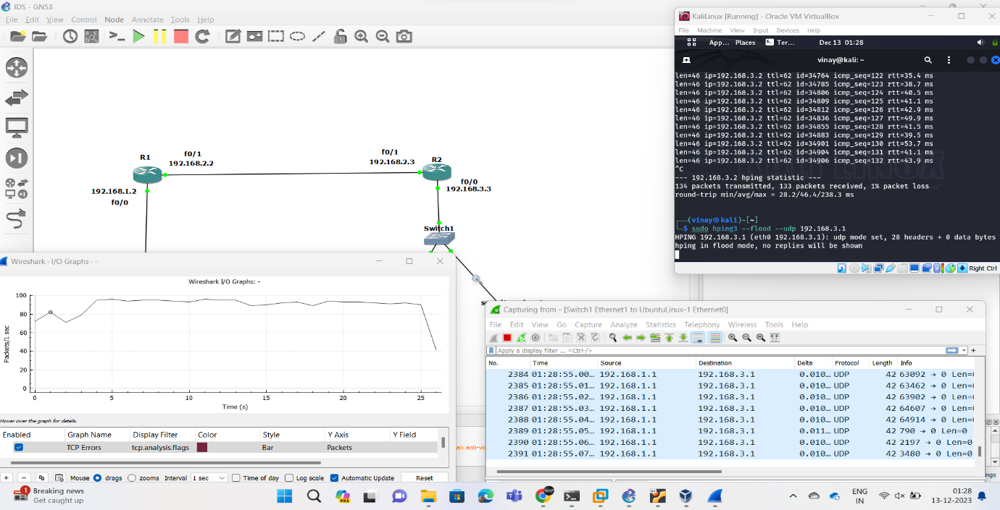 IDS - GNS3
File Edit View Control Node Annotate Tools Help
R1
f0/1
192.168.2.2
192.168.1.2
f0/0
f0/1
192.168.2.3
R2
f0/0
192.168.3.3
Switch1
KaliLinux [Running] - Oracle VM VirtualBox
File Machine View Input Devices Help
App... Places Ter... Dec 13 01:28
vinay@kali: ~
len=46 ip=192.168.3.2 ttl=62 id=34764 icmp_seq=122 rtt=35.4 ms
len=46 ip=192.168.3.2 ttl=62 id=34785 icmp_seq=123 rtt=38.7 ms
len=46 ip=192.168.3.2 ttl=62 id=34806 icmp_seq=124 rtt=40.5 ms
len=46 ip=192.168.3.2 ttl=62 id=34809 icmp_seq=125 rtt=41.1 ms
len=46 ip=192.168.3.2 ttl=62 id=34812 icmp_seq=126 rtt=42.9 ms
len=46 ip=192.168.3.2 ttl=62 id=34836 icmp_seq=127 rtt=49.9 ms
len=46 ip=192.168.3.2 ttl=62 id=34855 icmp_seq=128 rtt=41.5 ms
len=46 ip=192.168.3.2 ttl=62 id=34883 icmp_seq=129 rtt=39.5 ms
len=46 ip=192.168.3.2 ttl=62 id=34901 icmp_seq=130 rtt=53.7 ms
len=46 ip=192.168.3.2 ttl=62 id=34904 icmp_seq=131 rtt=41.1 ms
len=46 ip=192.168.3.2 ttl=62 id=34906 icmp_seq=132 rtt=43.9 ms
^C
--- 192.168.3.2 hping statistic ---
134 packets transmitted, 133 packets received, 1% packet loss
round-trip min/avg/max = 28.2/46.4/238.3 ms
(vinay㉿kali)-[~]
$ sudo hping3 --flood --udp 192.168.3.1
HPING 192.168.3.1 (eth0 192.168.3.1): udp mode set, 28 headers + 0 data bytes
hping in flood mode, no replies will be shown
Right Ctrl
Wireshark · I/O Graphs · -
Wireshark I/O Graphs: -
Packets/1 sec
100
80
60
40
20
0
0 5 10 15 20 25
Time (s)
Hover over the graph for details.
Enabled Graph Name Display Filter Color Style Y Axis Y Field
TCP Errors tcp.analysis.flags Bar Packets
+ − Mouse drags zooms Interval 1 sec Time of day Log scale Automatic Update Reset
an anti-vi
Capturing from - [Switch1 Ethernet1 to UbuntuLinux-1 Ethernet0]
File Edit View Go Capture Analyze Statistics Telephony Wireless Tools Help
Apply a display filter ... <Ctrl-/>
No. Time Source Destination Delta Protocol Length Info
2384 01:28:55.00... 192.168.1.1 192.168.3.1 0.010... UDP 42 63092 → 0 Len=
2385 01:28:55.01... 192.168.1.1 192.168.3.1 0.010... UDP 42 63462 → 0 Len=
2386 01:28:55.02... 192.168.1.1 192.168.3.1 0.010... UDP 42 63902 → 0 Len=
2387 01:28:55.03... 192.168.1.1 192.168.3.1 0.010... UDP 42 64607 → 0 Len=
2388 01:28:55.04... 192.168.1.1 192.168.3.1 0.010... UDP 42 64914 → 0 Len=
2389 01:28:55.05... 192.168.1.1 192.168.3.1 0.011... UDP 42 790 → 0 Len=0
2390 01:28:55.06... 192.168.1.1 192.168.3.1 0.010... UDP 42 2197 → 0 Len=
2391 01:28:55.07... 192.168.1.1 192.168.3.1 0.010... UDP 42 3480 → 0 Len=
ngs
1
Breaking news
Get caught up
PRE
ENG
IN
01:28
13-12-2023